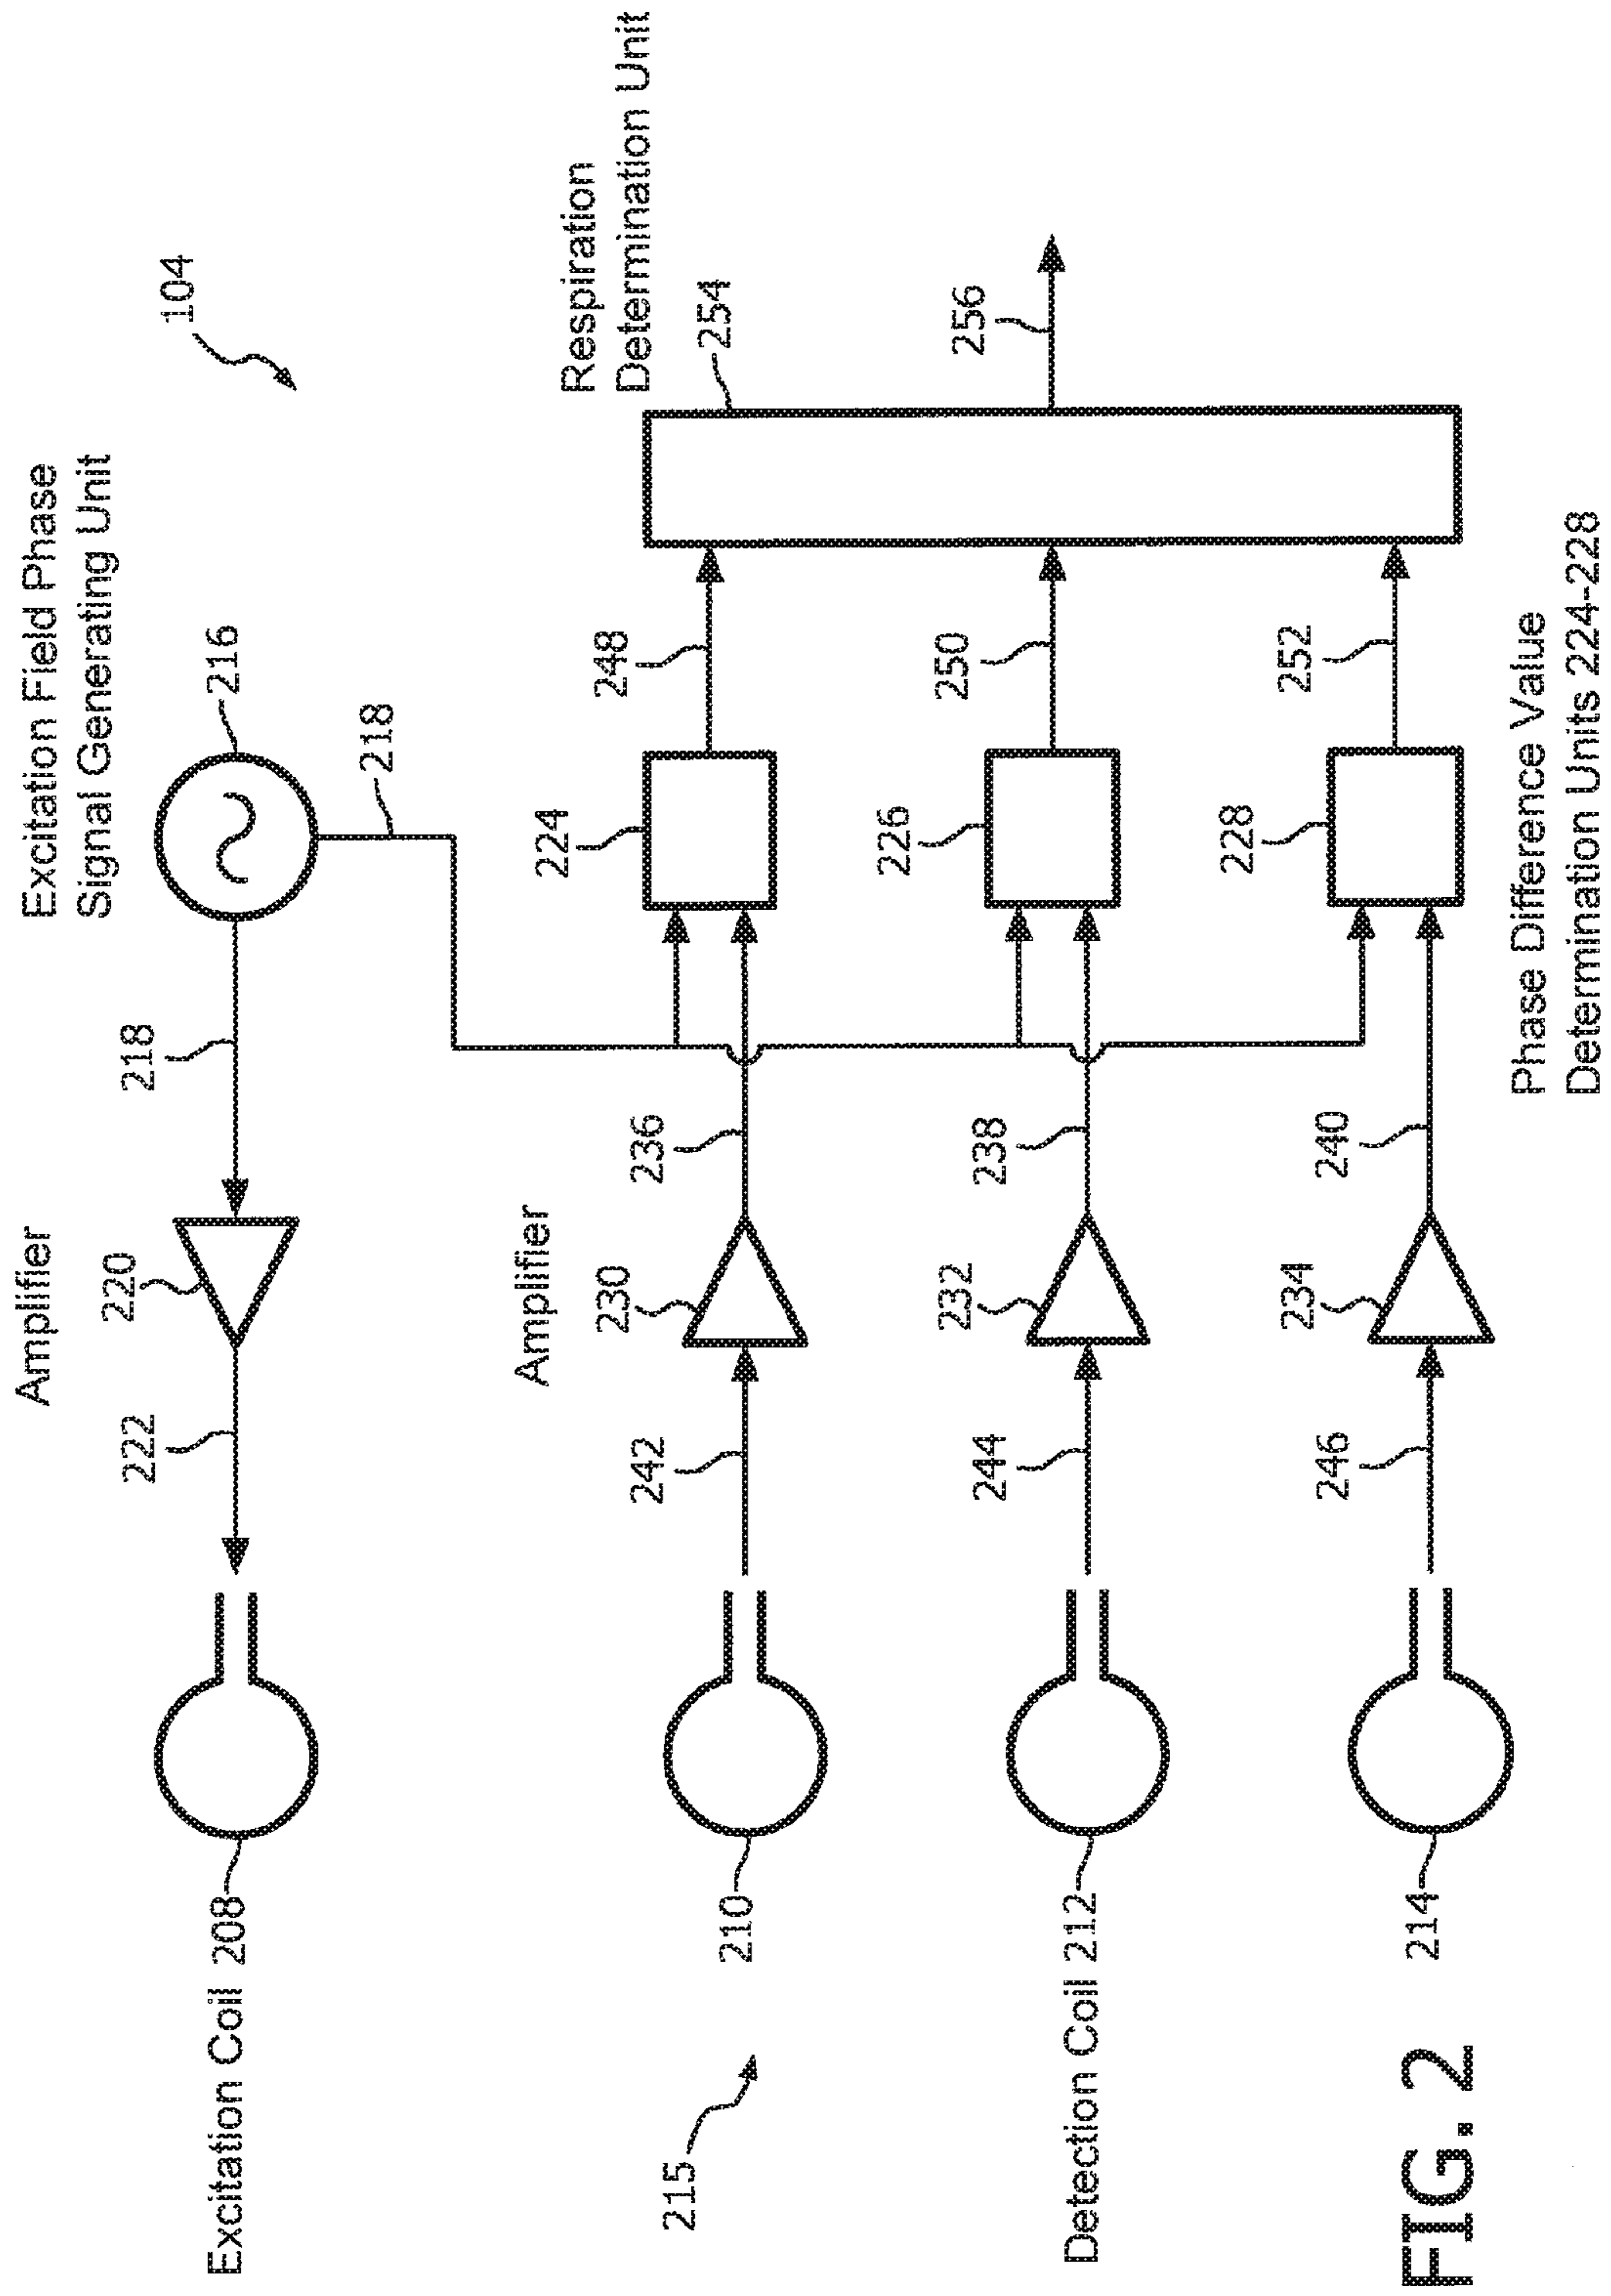 Excitation Field Phase
Signal Generating Unit
104
Amplifier
216
220
222
218
218
Excitation Coil 208
Respiration
Determination Unit
254
Amplifier
224
248
230
236
242
210
215
256
226
250
232
238
244
Detection Coil 212
228
252
234
240
246
214
Phase Difference Value
Determination Units 224-228
FIG. 2